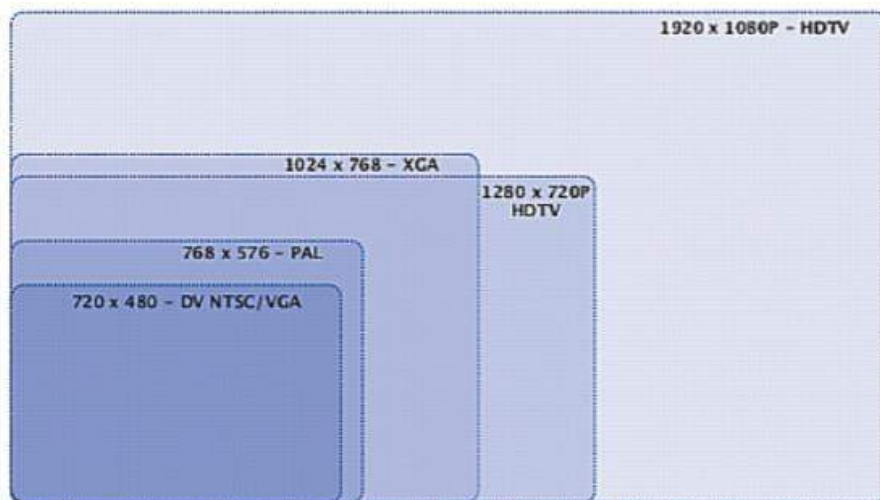 1920 x 1080P – HDTV
1024 x 768 – XGA
1280 x 720P
HDTV
768 x 576 – PAL
720 x 480 – DV NTSC/VGA